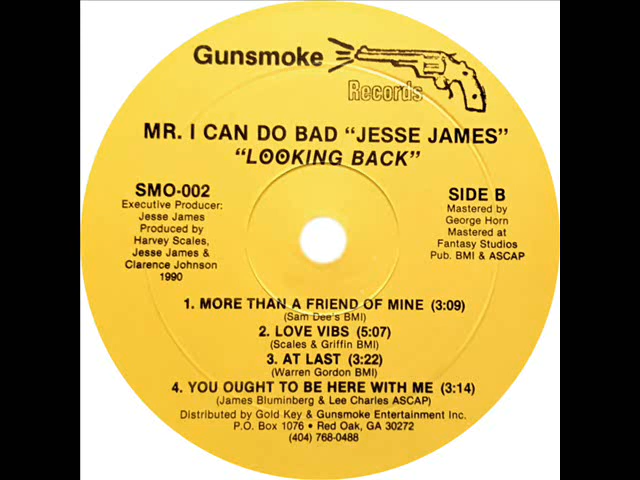 Gunsmoke
Records
MR. I CAN DO BAD "JESSE JAMES"
"LOOKING BACK"
SMO-002
Executive Producer:
Jesse James
Produced by
Harvey Scales,
Jesse James &
Clarence Johnson
1990
SIDE B
Mastered by
George Horn
Mastered at
Fantasy Studios
Pub. BMI & ASCAP
1. MORE THAN A FRIEND OF MINE (3:09)
(Sam Dee's BMI)
2. LOVE VIBS (5:07)
(Scales & Griffin BMI)
3. AT LAST (3:22)
(Warren Gordon BMI)
4. YOU OUGHT TO BE HERE WITH ME (3:14)
(James Bluminberg & Lee Charles ASCAP)
Distributed by Gold Key & Gunsmoke Entertainment Inc.
P.O. Box 1076 • Red Oak, GA 30272
(404) 768-0488